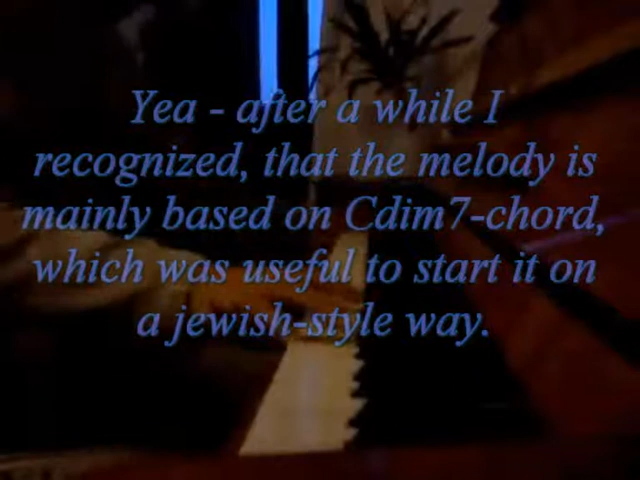 Yea - after a while I
recognized, that the melody is
mainly based on Cdim7-chord,
which was useful to start it on
a jewish-style way.